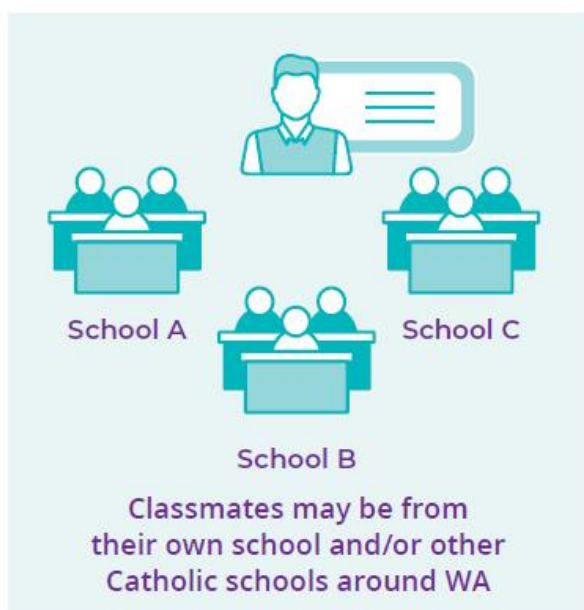 School A
School C
School B
Classmates may be from
their own school and/or other
Catholic schools around WA